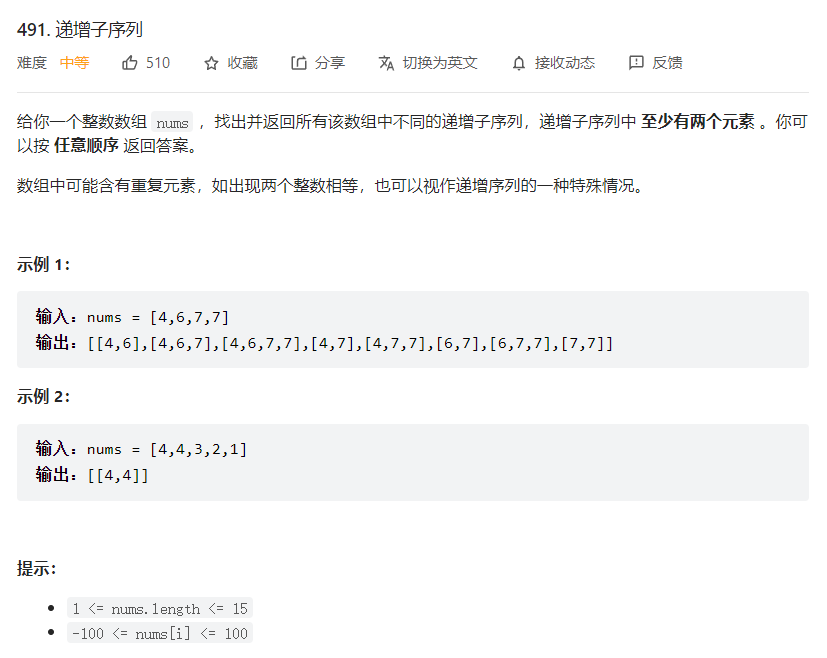 491. 递增子序列
难度 中等 510 收藏 分享 切换为英文 接收动态 反馈
给你一个整数数组 nums ，找出并返回所有该数组中不同的递增子序列，递增子序列中 至少有两个元素 。你可
以按 任意顺序 返回答案。
数组中可能含有重复元素，如出现两个整数相等，也可以视作递增序列的一种特殊情况。
示例 1：
输入：nums = [4,6,7,7]
输出：[[4,6],[4,6,7],[4,6,7,7],[4,7],[4,7,7],[6,7],[6,7,7],[7,7]]
示例 2：
输入：nums = [4,4,3,2,1]
输出：[[4,4]]
提示：
1 <= nums.length <= 15
-100 <= nums[i] <= 100